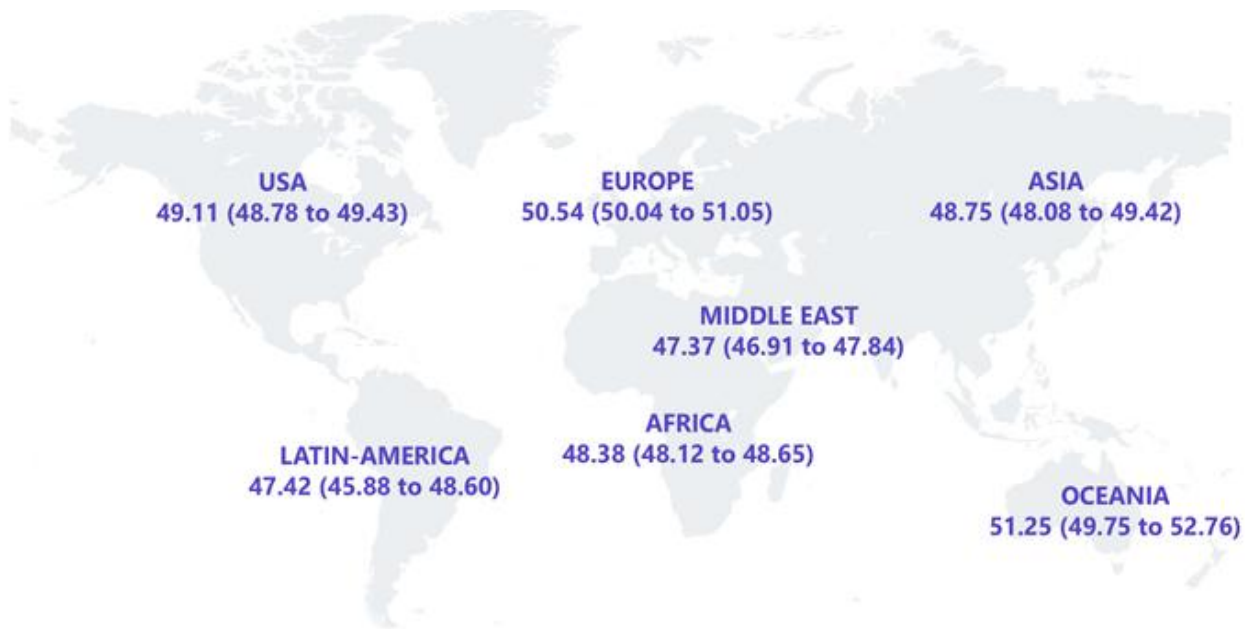 USA
49.11 (48.78 to 49.43)
EUROPE
50.54 (50.04 to 51.05)
ASIA
48.75 (48.08 to 49.42)
MIDDLE EAST
47.37 (46.91 to 47.84)
AFRICA
48.38 (48.12 to 48.65)
LATIN-AMERICA
47.42 (45.88 to 48.60)
OCEANIA
51.25 (49.75 to 52.76)